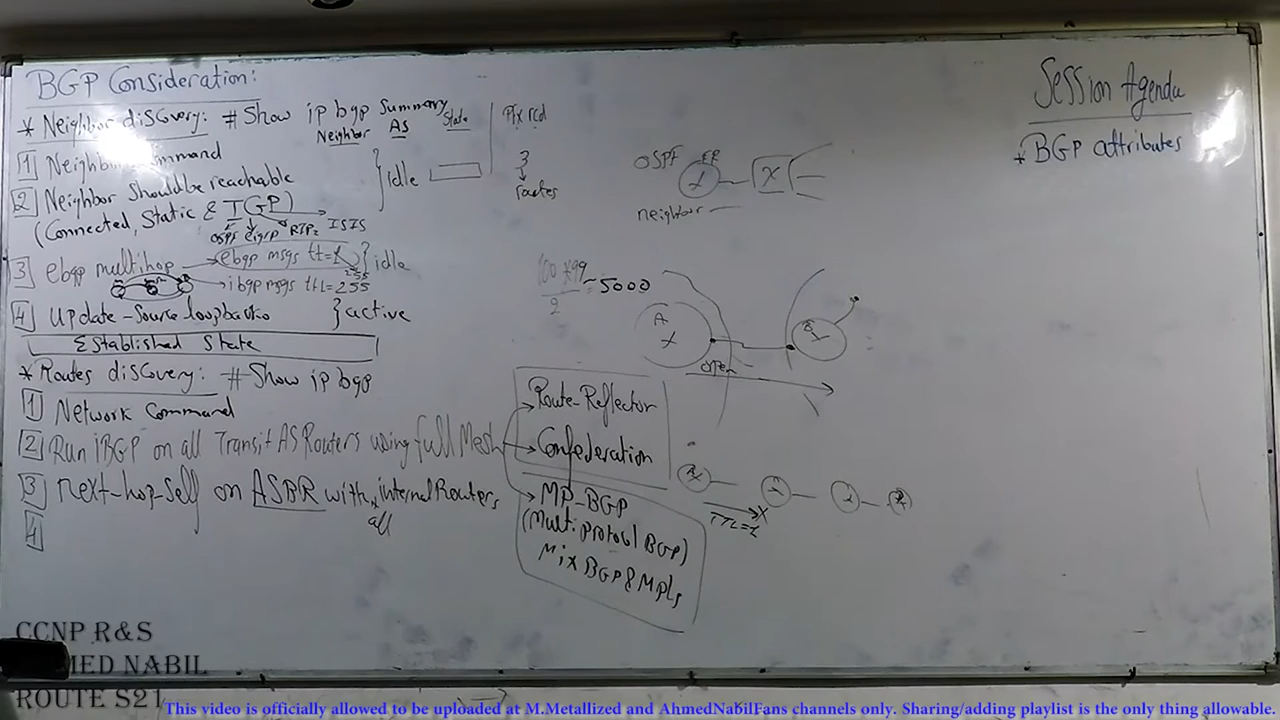 BGP Consideration:
* Neighbor discovery: # Show ip bgp Summary
Neighbor AS State Pfx rcd
1 Neighbor Command
2 Neighbor should be reachable
} idle
routes
(Connected, Static & IGP)
OSPF eigrp RIP2 ISIS
3 ebgp multihop → ebgp msgs ttl=1 } idle
255
→ ibgp msgs ttl=255
4 Update-Source loopback0 } active
Established State
* Routes discovery: # Show ip bgp
1 Network Command
2 Run iBGP on all Transit AS Routers using full Mesh
3 next-hop-self on ASBR with internal Routers
all
4
Route-Reflector
Confederation
MP-BGP
(Multi protocol BGP)
Mix BGP & MPLS
OSPF
neighbor
100*99
2
=5000
A
B
open
TTL=1
Session Agenda
* BGP attributes
CCNP R&S
AHMED NABIL
ROUTE S21
This video is officially allowed to be uploaded at M.Metallized and AhmedNabilFans channels only. Sharing/adding playlist is the only thing allowable.